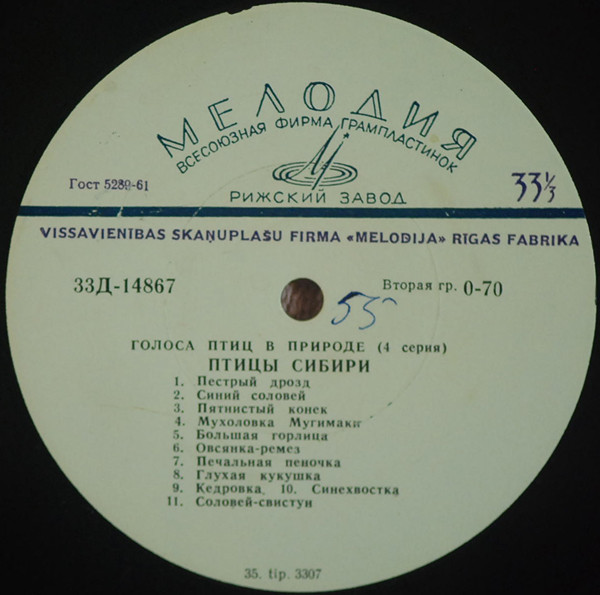 МЕЛОДИЯ
ВСЕСОЮЗНАЯ ФИРМА ГРАМПЛАСТИНОК
РИЖСКИЙ ЗАВОД
Гост 5289-61
33⅓
VISSAVIENĪBAS SKAŅUPLAŠU FIRMA «MELODIJA» RĪGAS FABRIKA
33Д-14867
Вторая гр. 0-70
55
ГОЛОСА ПТИЦ В ПРИРОДЕ (4 серия)
ПТИЦЫ СИБИРИ
1. Пестрый дрозд
2. Синий соловей
3. Пятнистый конек
4. Мухоловка Мугимаки
5. Большая горлица
6. Овсянка-ремез
7. Печальная пеночка
8. Глухая кукушка
9. Кедровка, 10. Синехвостка
11. Соловей-свистун
35. tip. 3307